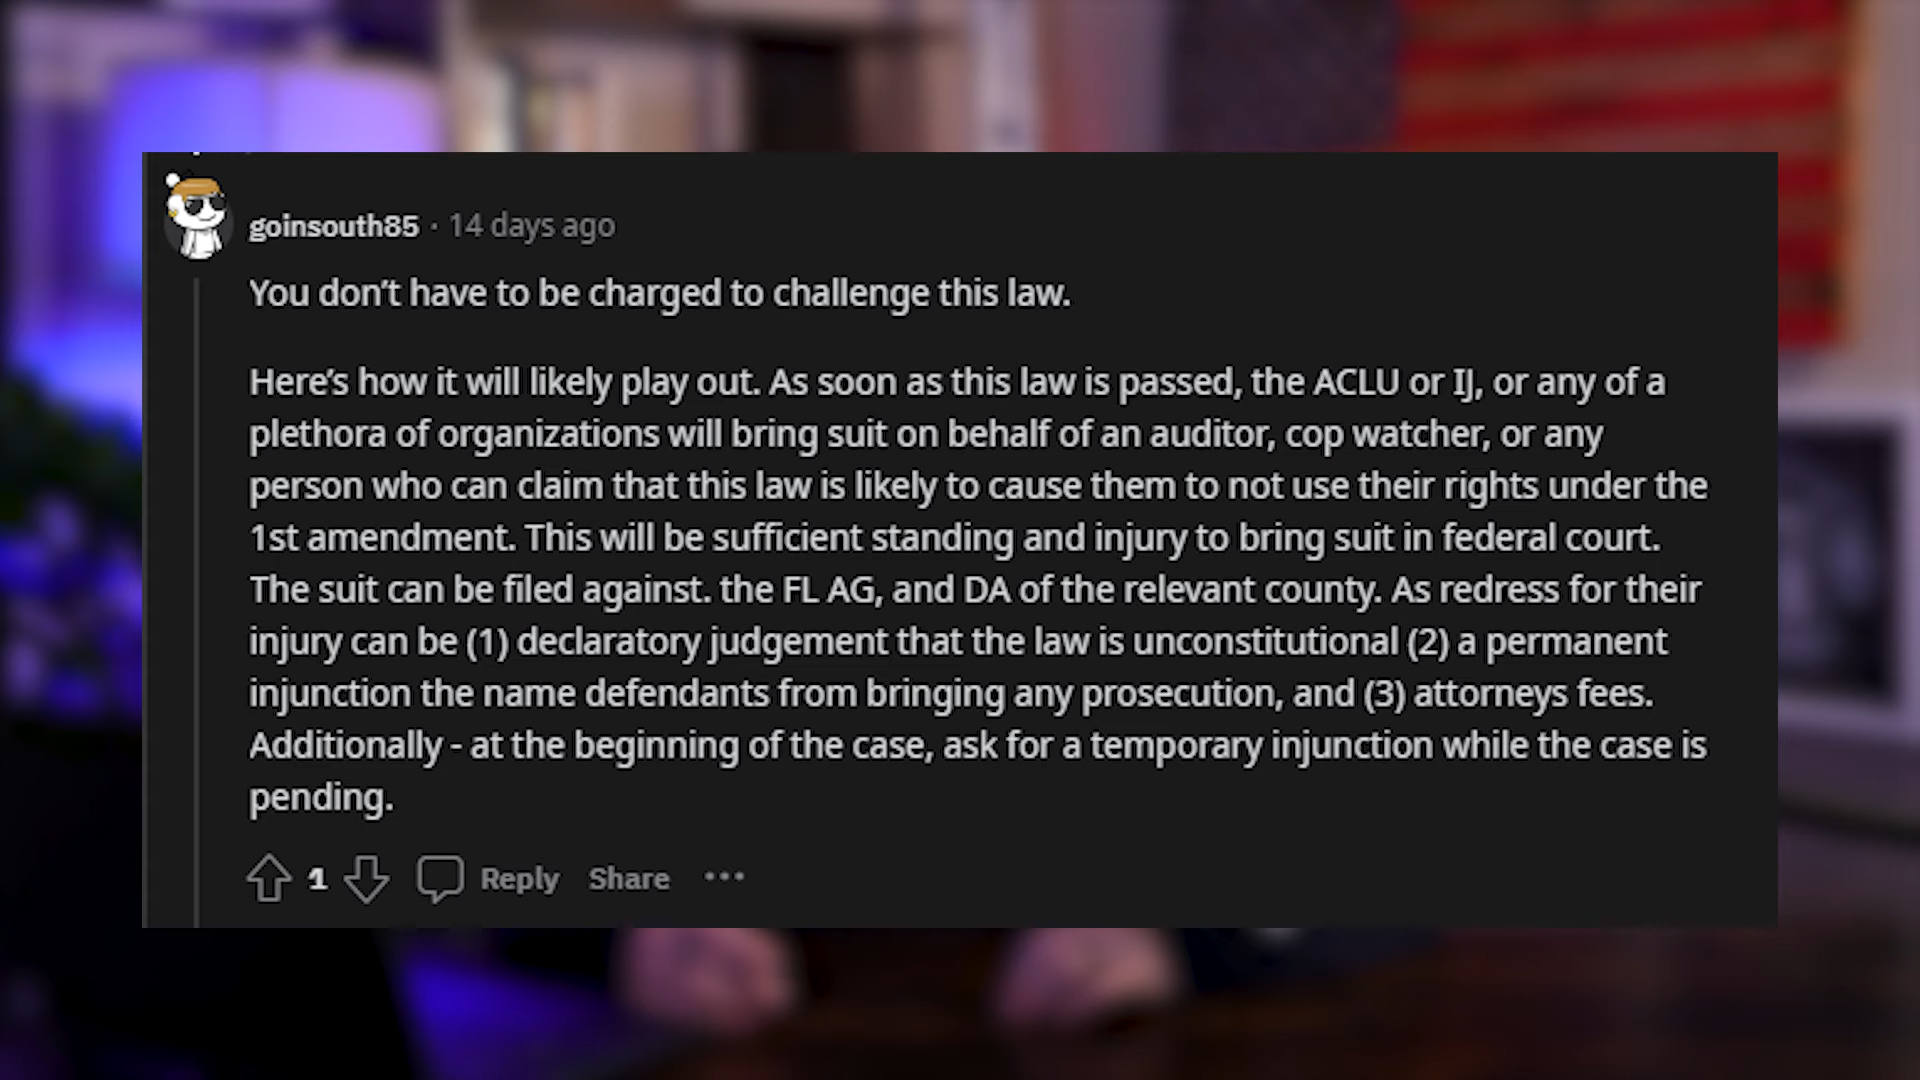 goinsouth85 · 14 days ago
You don’t have to be charged to challenge this law.
Here’s how it will likely play out. As soon as this law is passed, the ACLU or IJ, or any of a
plethora of organizations will bring suit on behalf of an auditor, cop watcher, or any
person who can claim that this law is likely to cause them to not use their rights under the
1st amendment. This will be sufficient standing and injury to bring suit in federal court.
The suit can be filed against. the FL AG, and DA of the relevant county. As redress for their
injury can be (1) declaratory judgement that the law is unconstitutional (2) a permanent
injunction the name defendants from bringing any prosecution, and (3) attorneys fees.
Additionally - at the beginning of the case, ask for a temporary injunction while the case is
pending.
1 Reply Share ···